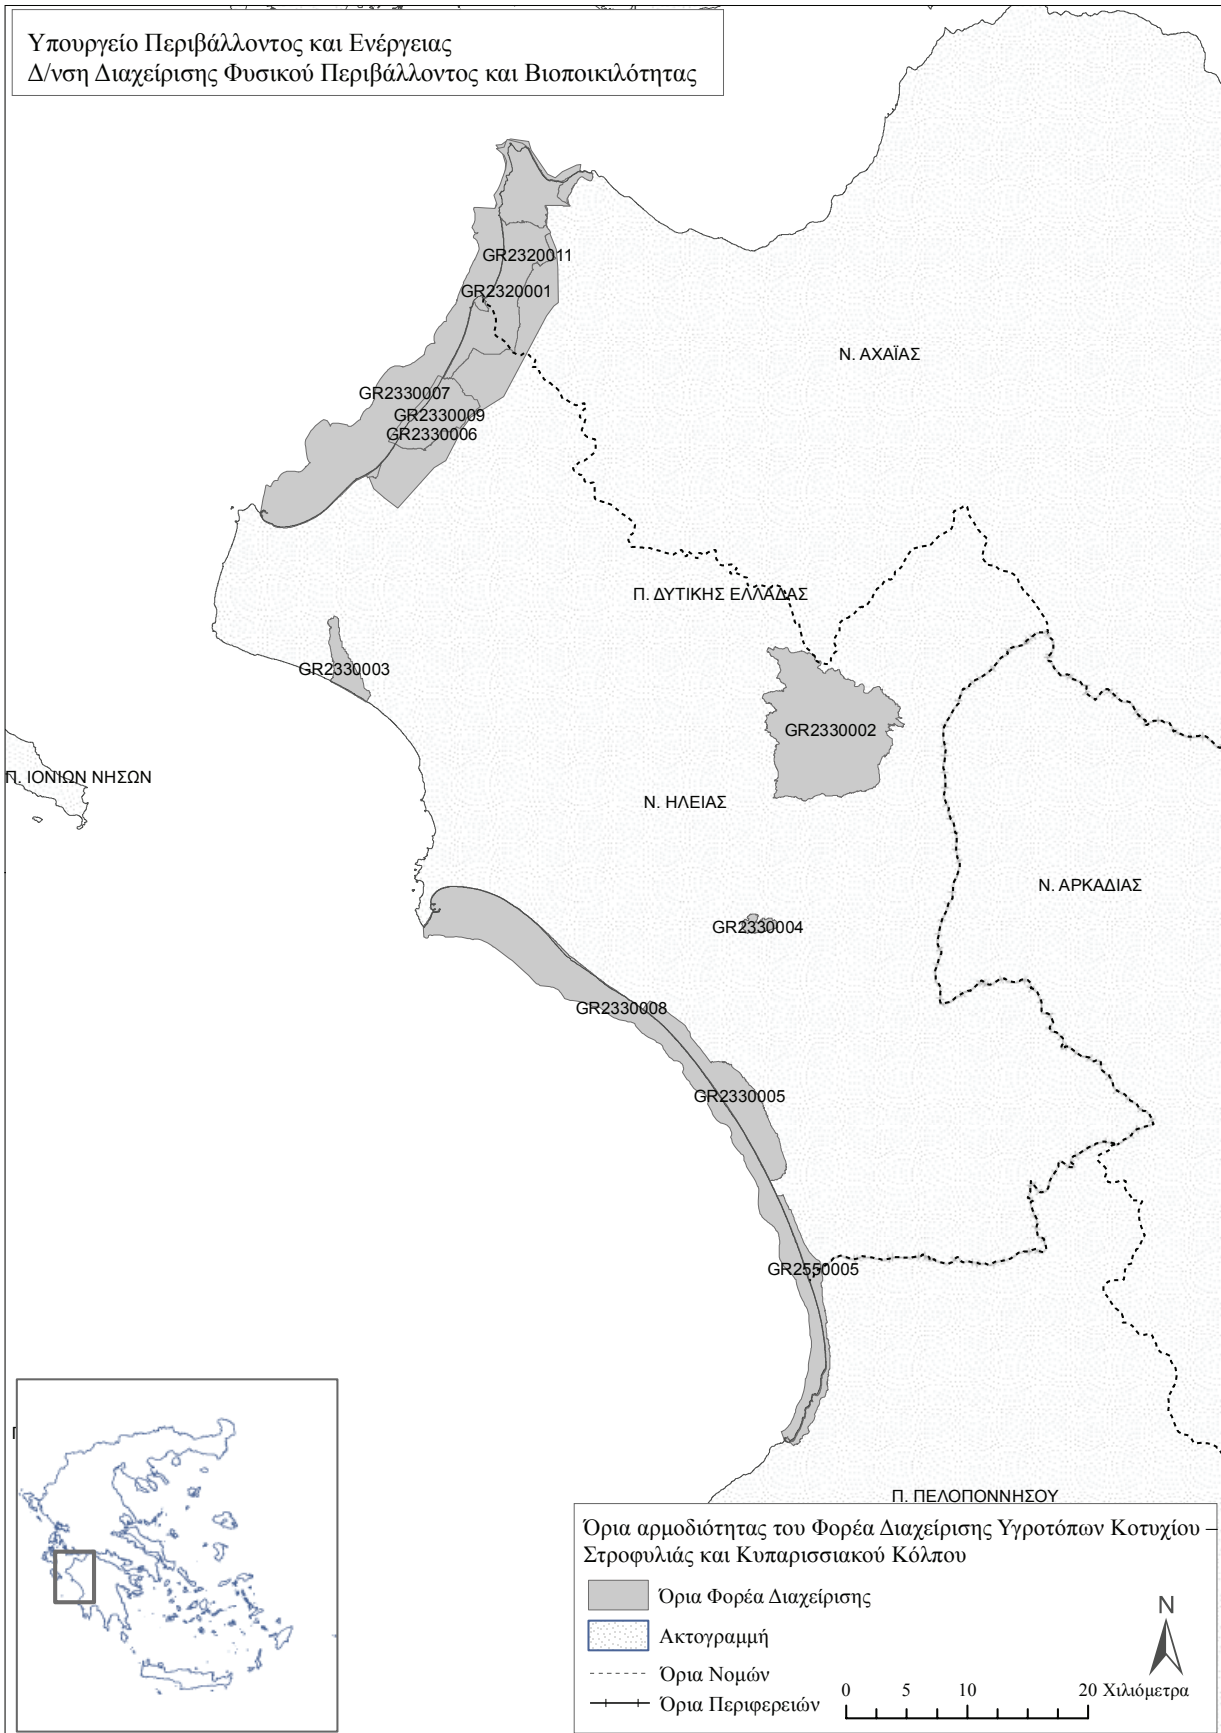 Υπουργείο Περιβάλλοντος και Ενέργειας
Δ/νση Διαχείρισης Φυσικού Περιβάλλοντος και Βιοποικιλότητας
GR2320011
GR2320001
Ν. ΑΧΑΪΑΣ
GR2330007
GR2330009
GR2330006
Π. ΔΥΤΙΚΗΣ ΕΛΛΑΔΑΣ
GR2330003
GR2330002
Π. ΙΟΝΙΩΝ ΝΗΣΩΝ
Ν. ΗΛΕΙΑΣ
Ν. ΑΡΚΑΔΙΑΣ
GR2330004
GR2330008
GR2330005
GR2550005
Π. ΠΕΛΟΠΟΝΝΗΣΟΥ
Όρια αρμοδιότητας του Φορέα Διαχείρισης Υγροτόπων Κοτυχίου –
Στροφυλιάς και Κυπαρισσιακού Κόλπου
Όρια Φορέα Διαχείρισης
Ακτογραμμή
Όρια Νομών
Όρια Περιφερειών
N
0 5 10 20 Χιλιόμετρα